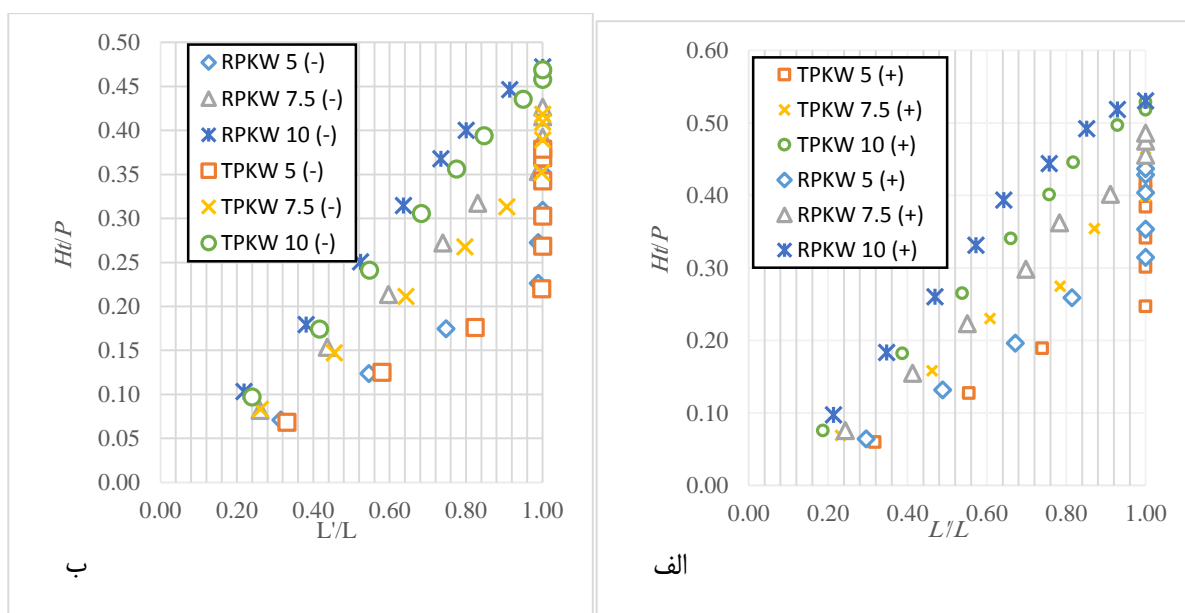 0.50
0.45
0.40
0.35
0.30
0.25
0.20
0.15
0.10
0.05
0.00
Ht/P
RPKW 5 (-)
RPKW 7.5 (-)
RPKW 10 (-)
TPKW 5 (-)
TPKW 7.5 (-)
TPKW 10 (-)
0.00 0.20 0.40 0.60 0.80 1.00
L'/L
ب
0.60
0.50
0.40
0.30
0.20
0.10
0.00
Ht/P
TPKW 5 (+)
TPKW 7.5 (+)
TPKW 10 (+)
RPKW 5 (+)
RPKW 7.5 (+)
RPKW 10 (+)
0.00 0.20 0.40 0.60 0.80 1.00
L'/L
الف